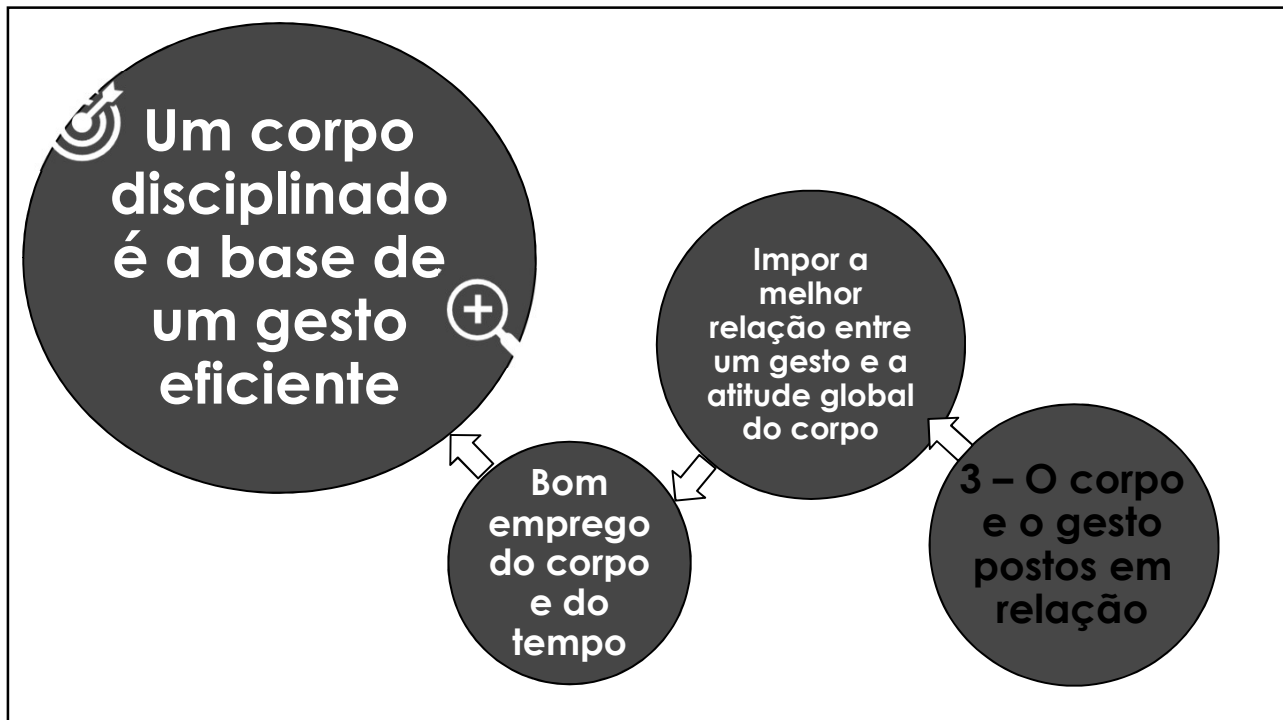 Um corpo
disciplinado
é a base de
um gesto
eficiente
Impor a
melhor
relação entre
um gesto e a
atitude global
do corpo
Bom
emprego
do corpo
e do
tempo
3 – O corpo
e o gesto
postos em
relação